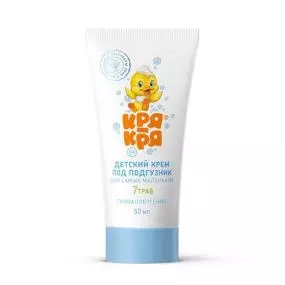 КРЯ-
КРЯ
ДЕТСКИЙ КРЕМ
ПОД ПОДГУЗНИК
ДЛЯ САМЫХ МАЛЕНЬКИХ
7 ТРАВ
ГИПОАЛЛЕРГЕННО
50 мл